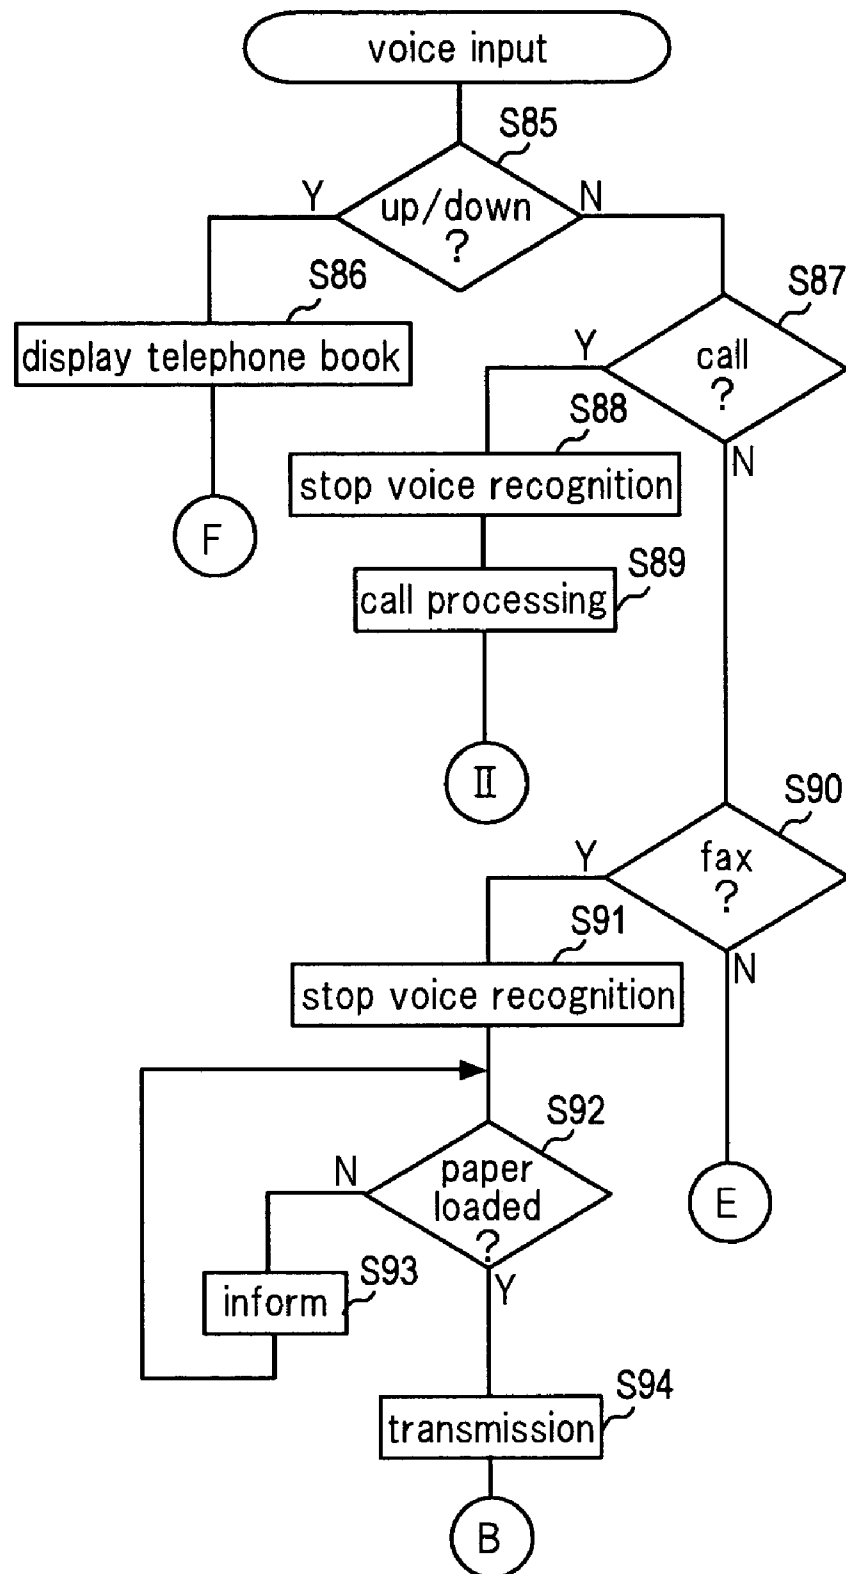 voice input
S85
Y
up/down
?
N
S86
display telephone book
F
S87
Y
call
?
N
S88
stop voice recognition
S89
call processing
II
S90
Y
fax
?
N
S91
stop voice recognition
S92
N
paper
loaded
?
Y
E
S93
inform
S94
transmission
B